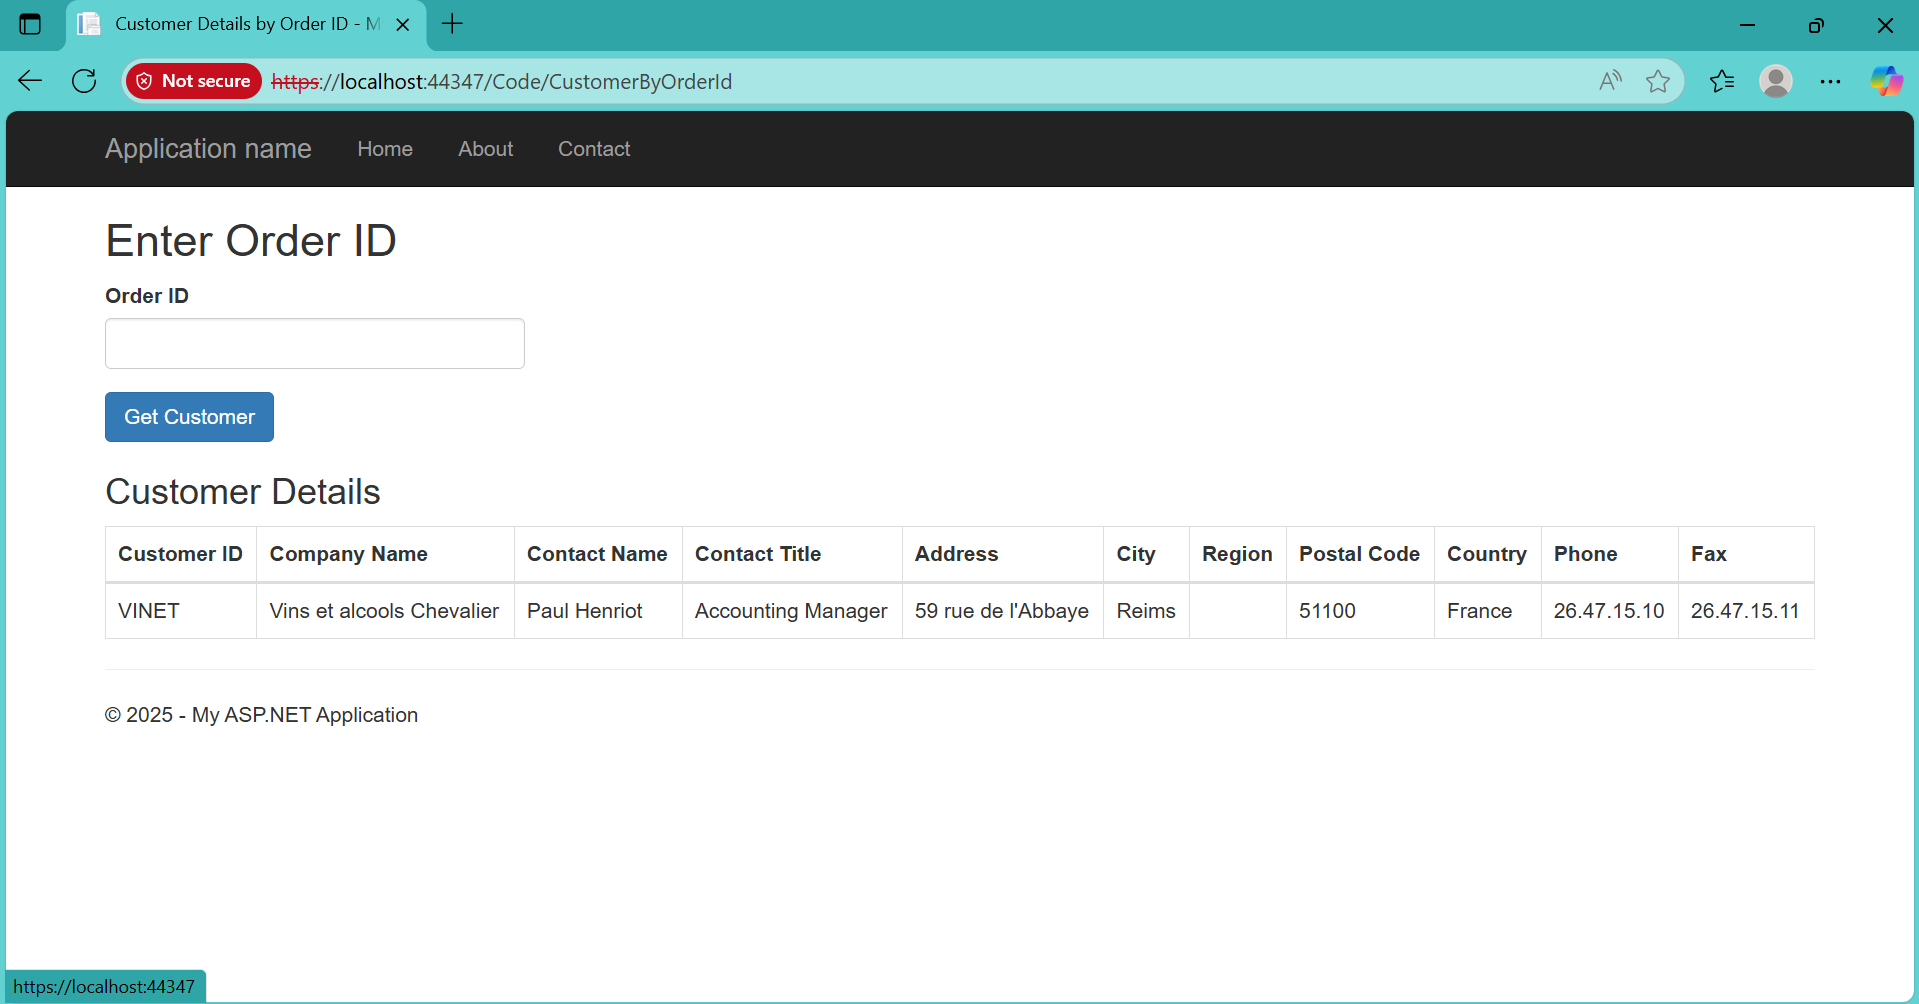 Customer Details by Order ID - M
Not secure https://localhost:44347/Code/CustomerByOrderId
Application name Home About Contact
Enter Order ID
Order ID
Get Customer
Customer Details
Customer ID Company Name Contact Name Contact Title Address City Region Postal Code Country Phone Fax
VINET Vins et alcools Chevalier Paul Henriot Accounting Manager 59 rue de l'Abbaye Reims 51100 France 26.47.15.10 26.47.15.11
© 2025 - My ASP.NET Application
https://localhost:44347